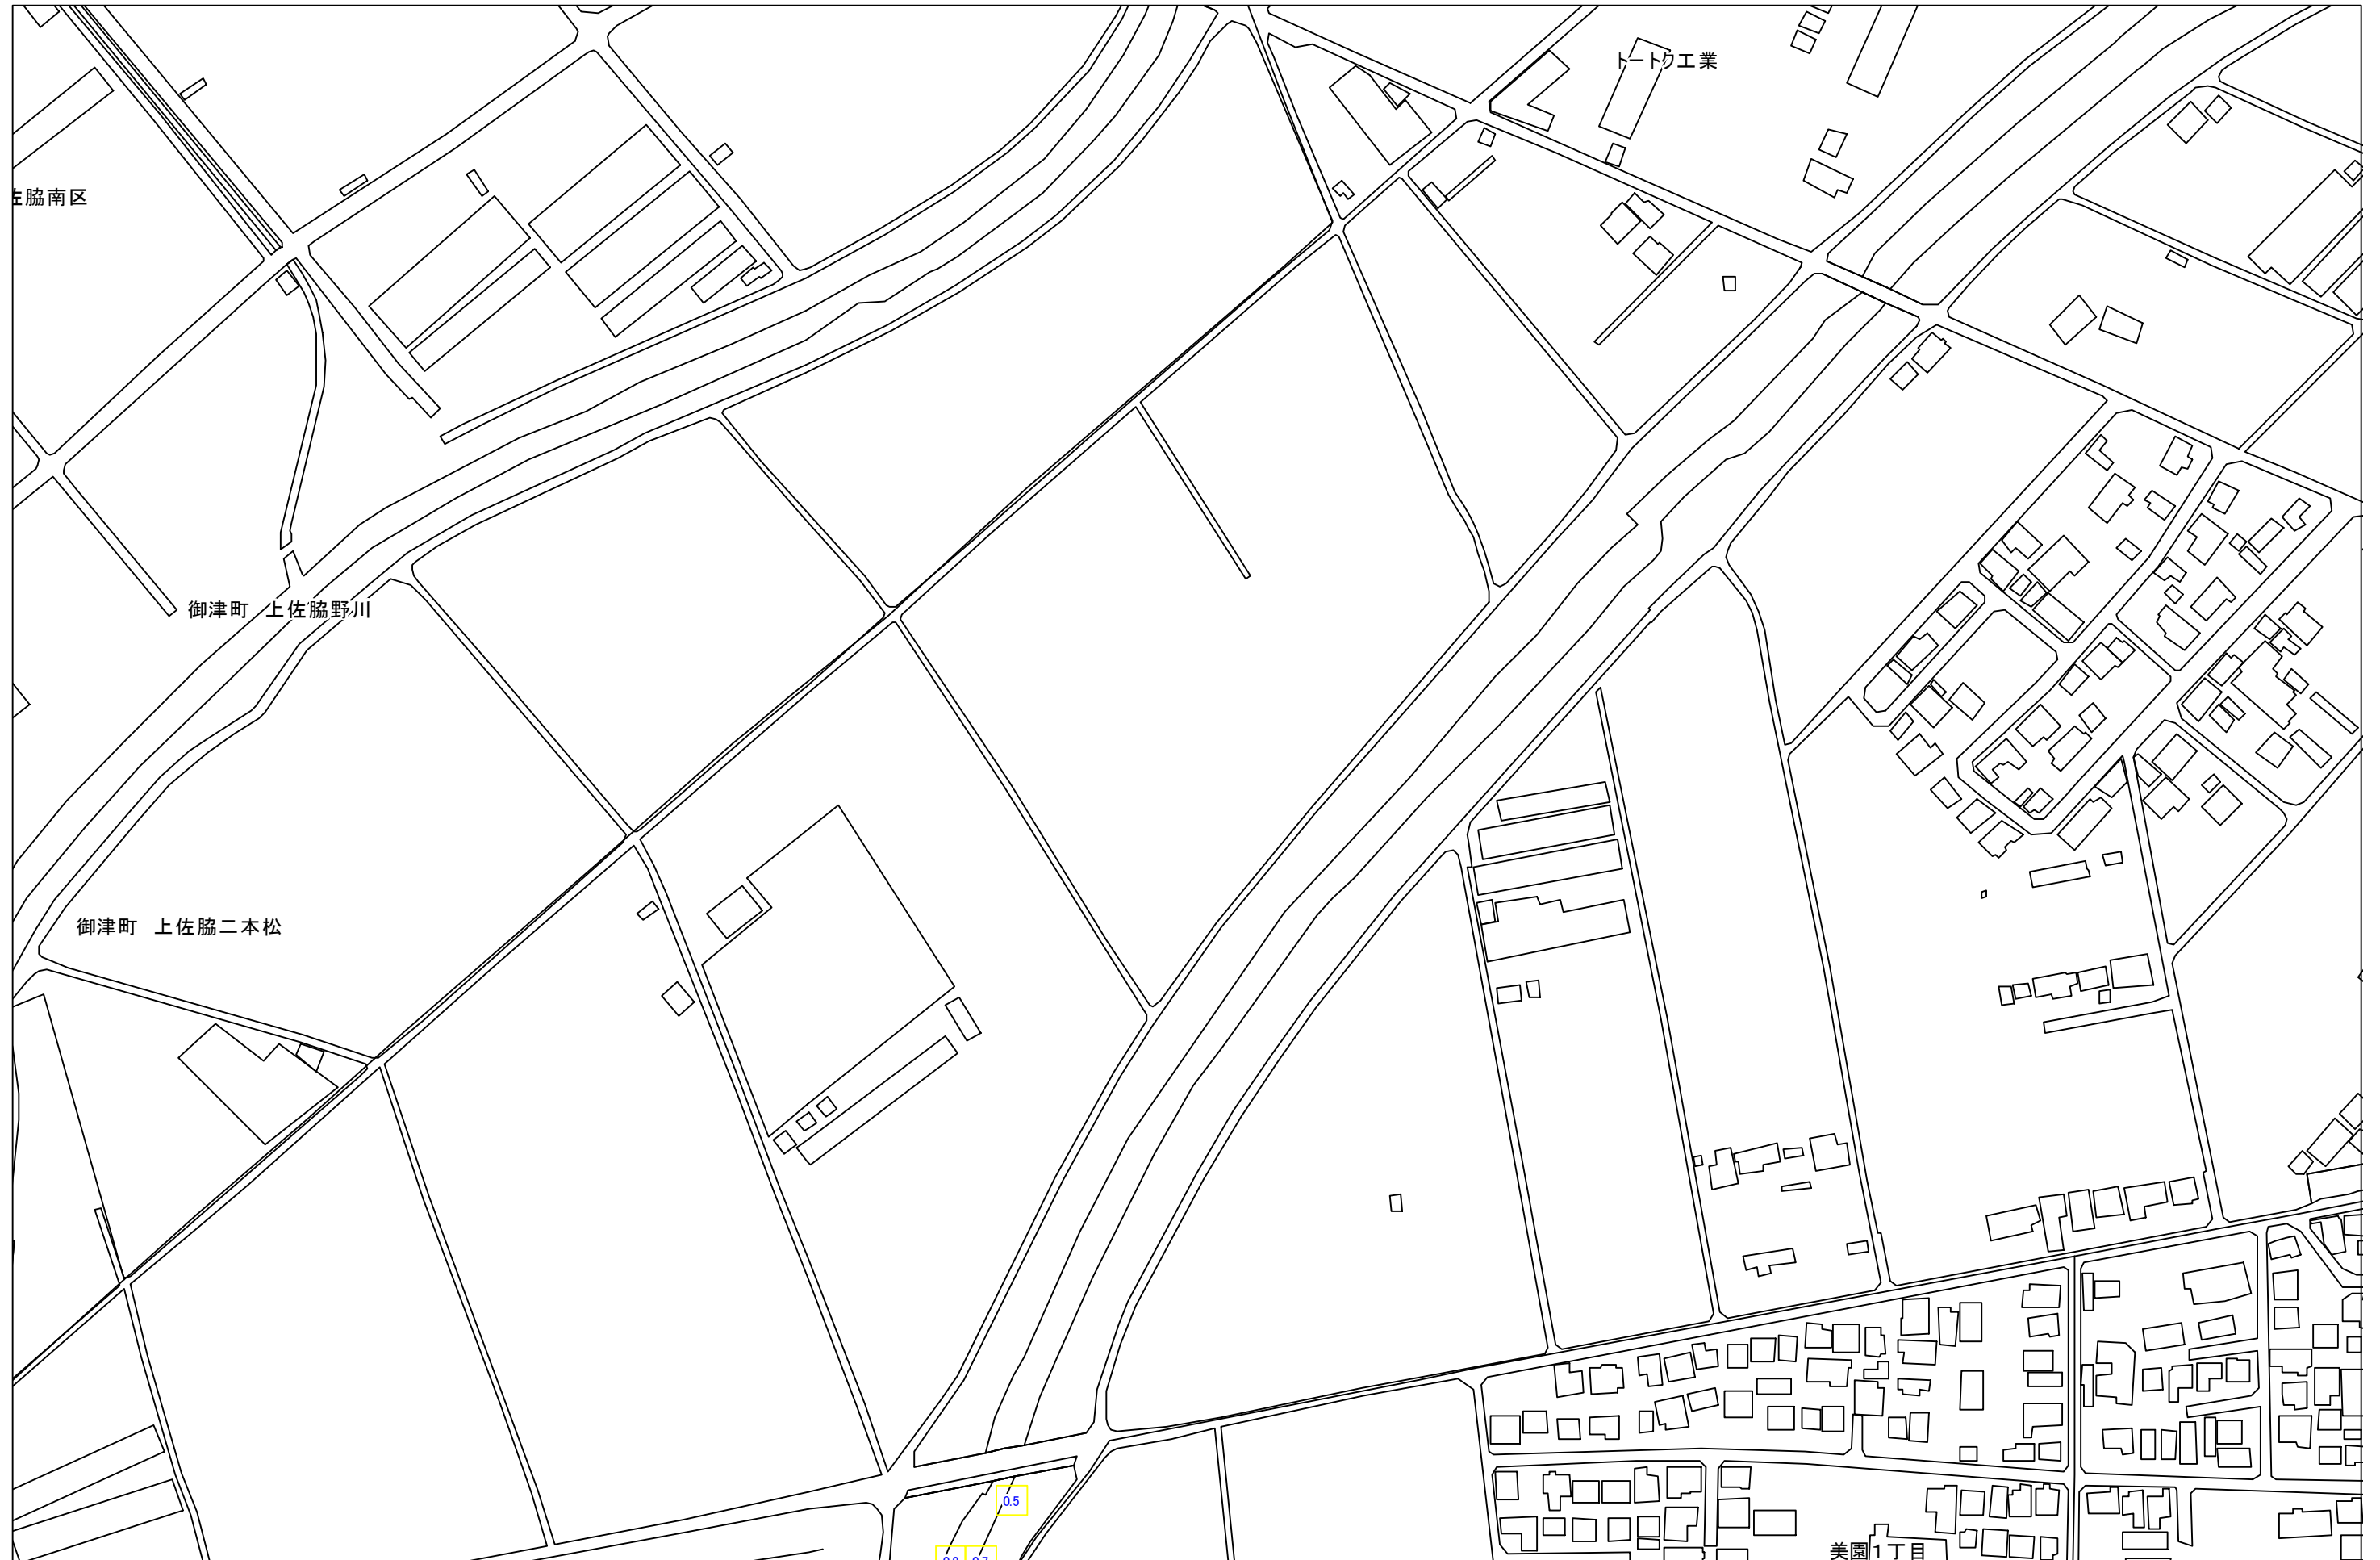 トートク工業
佐脇南区
御津町 上佐脇野川
御津町 上佐脇二本松
0.5
美園1丁目